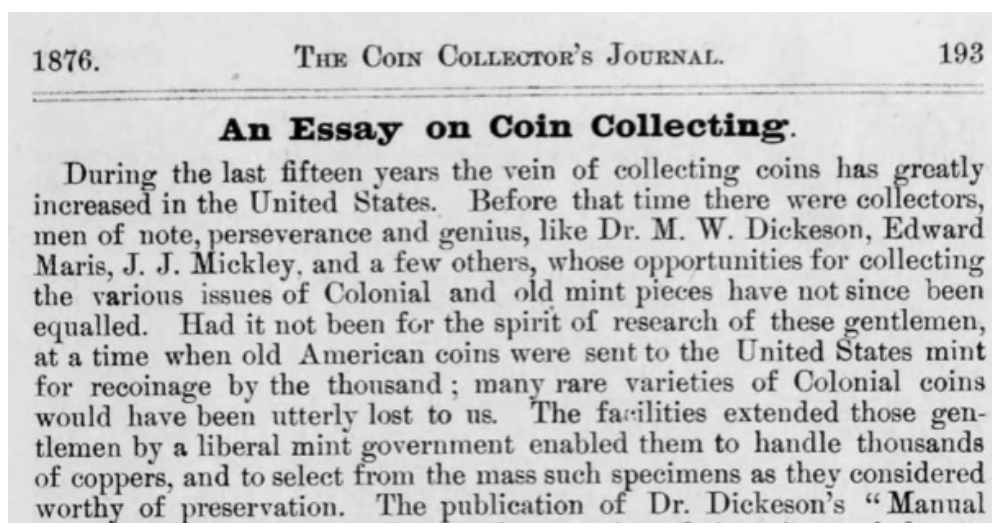 1876. THE COIN COLLECTOR'S JOURNAL. 193
An Essay on Coin Collecting.
During the last fifteen years the vein of collecting coins has greatly
increased in the United States. Before that time there were collectors,
men of note, perseverance and genius, like Dr. M. W. Dickeson, Edward
Maris, J. J. Mickley, and a few others, whose opportunities for collecting
the various issues of Colonial and old mint pieces have not since been
equalled. Had it not been for the spirit of research of these gentlemen,
at a time when old American coins were sent to the United States mint
for recoinage by the thousand ; many rare varieties of Colonial coins
would have been utterly lost to us. The facilities extended those gen-
tlemen by a liberal mint government enabled them to handle thousands
of coppers, and to select from the mass such specimens as they considered
worthy of preservation. The publication of Dr. Dickeson's "Manual